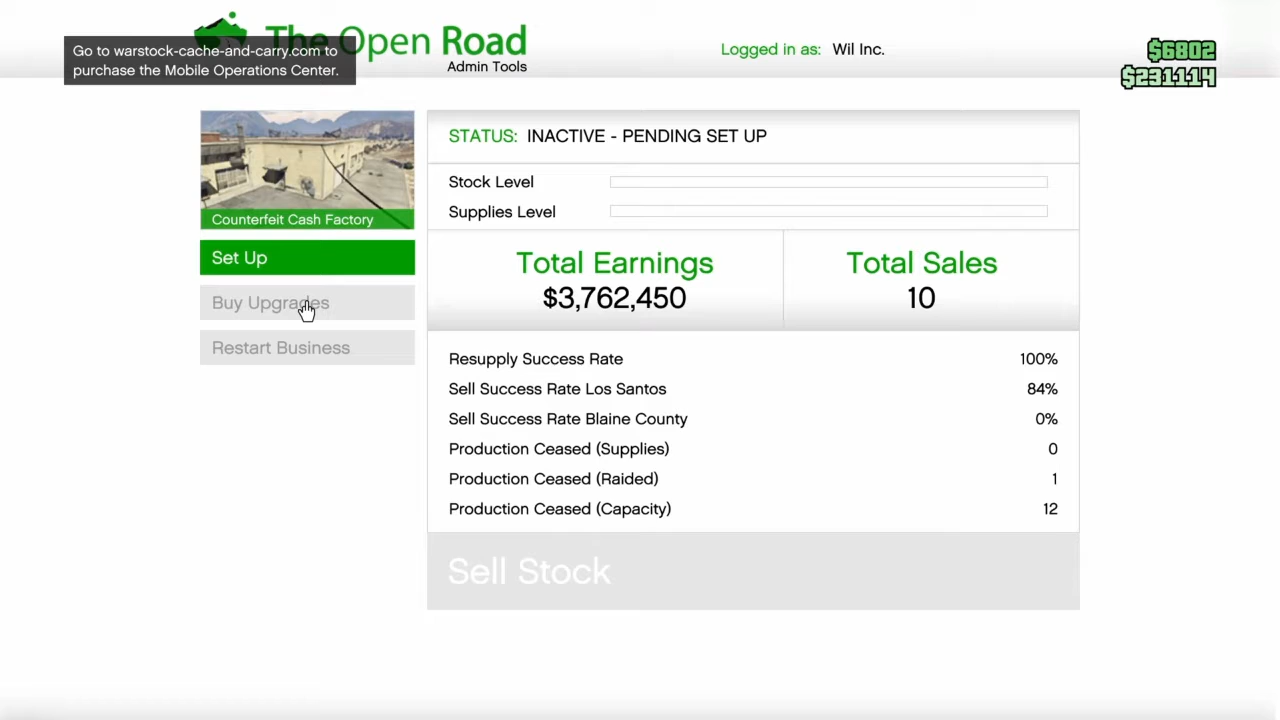 The Open Road
Admin Tools
Go to warstock-cache-and-carry.com to
purchase the Mobile Operations Center.
Logged in as: Wil Inc.
$6802
$231114
Counterfeit Cash Factory
Set Up
Buy Upgrades
Restart Business
STATUS: INACTIVE - PENDING SET UP
Stock Level
Supplies Level
Total Earnings
$3,762,450
Total Sales
10
Resupply Success Rate 100%
Sell Success Rate Los Santos 84%
Sell Success Rate Blaine County 0%
Production Ceased (Supplies) 0
Production Ceased (Raided) 1
Production Ceased (Capacity) 12
Sell Stock